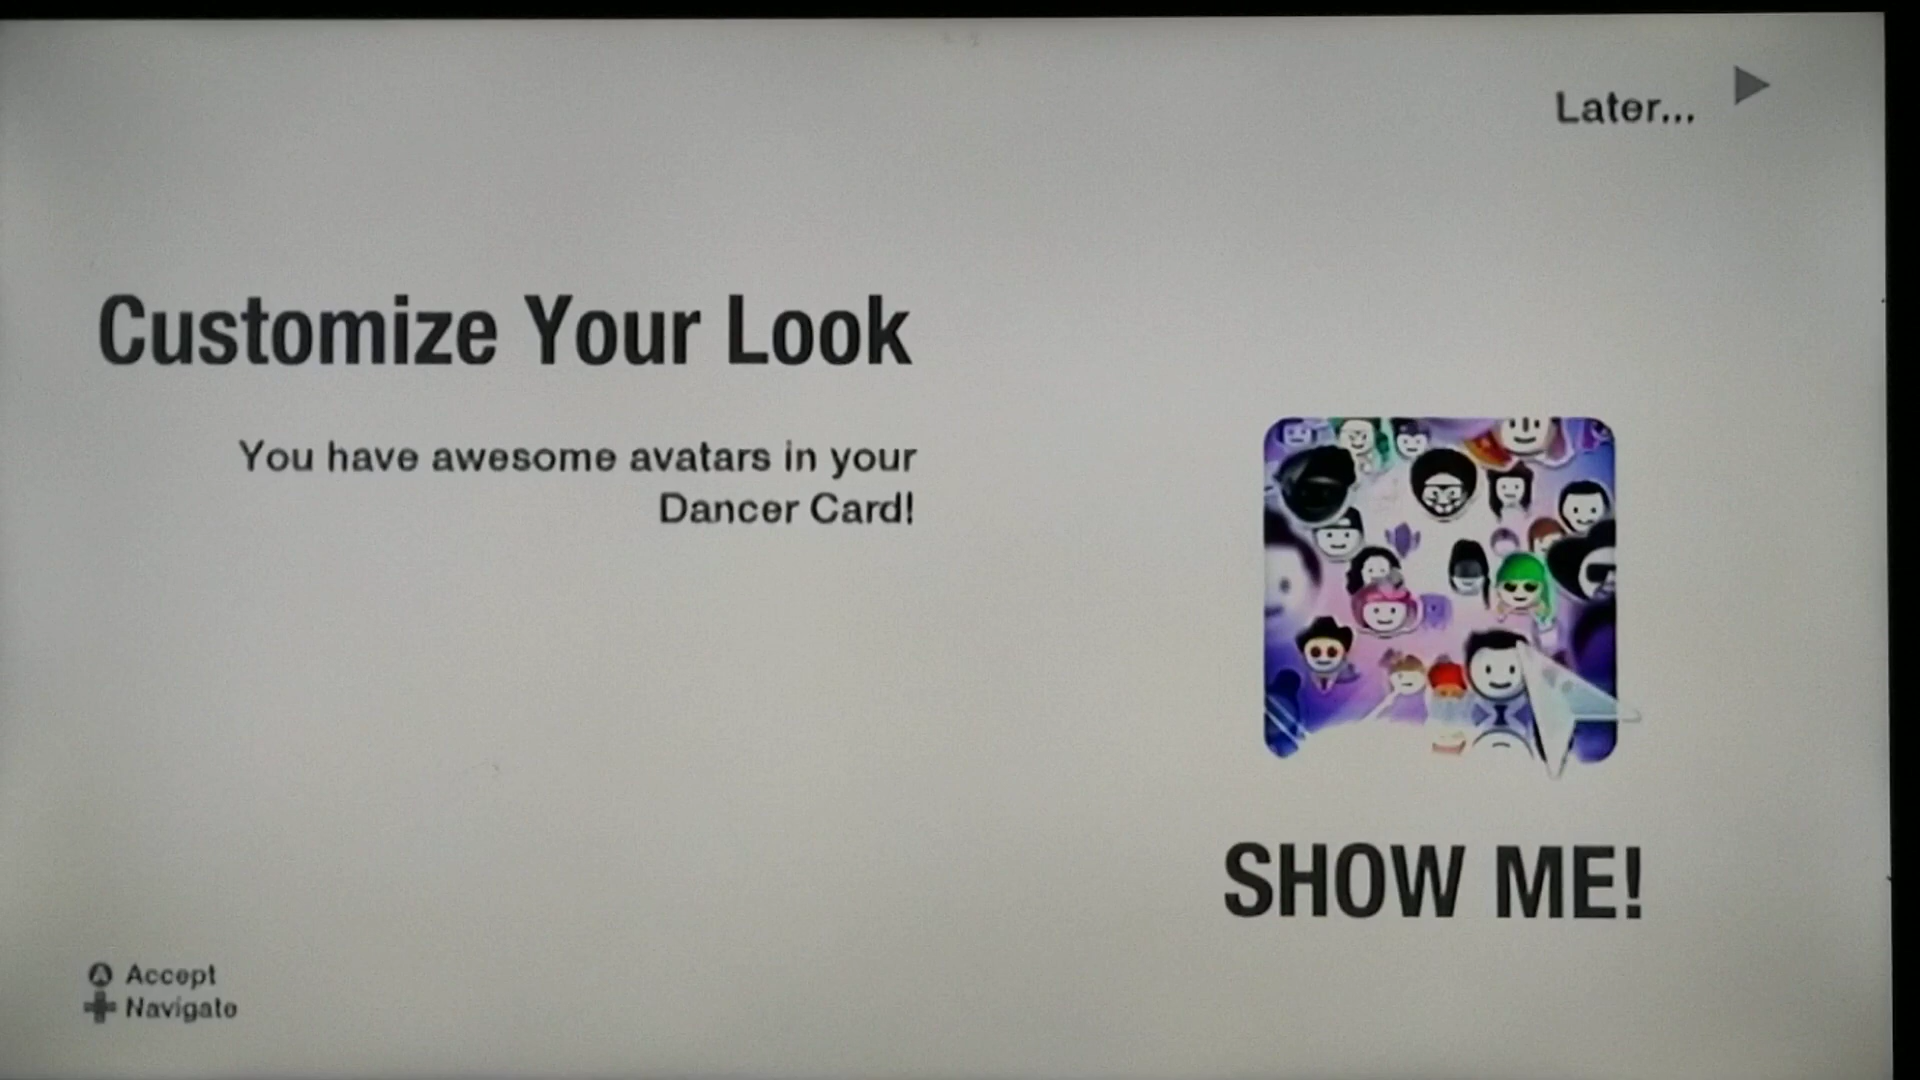 Later...
Customize Your Look
You have awesome avatars in your
Dancer Card!
SHOW ME!
A Accept
Navigate